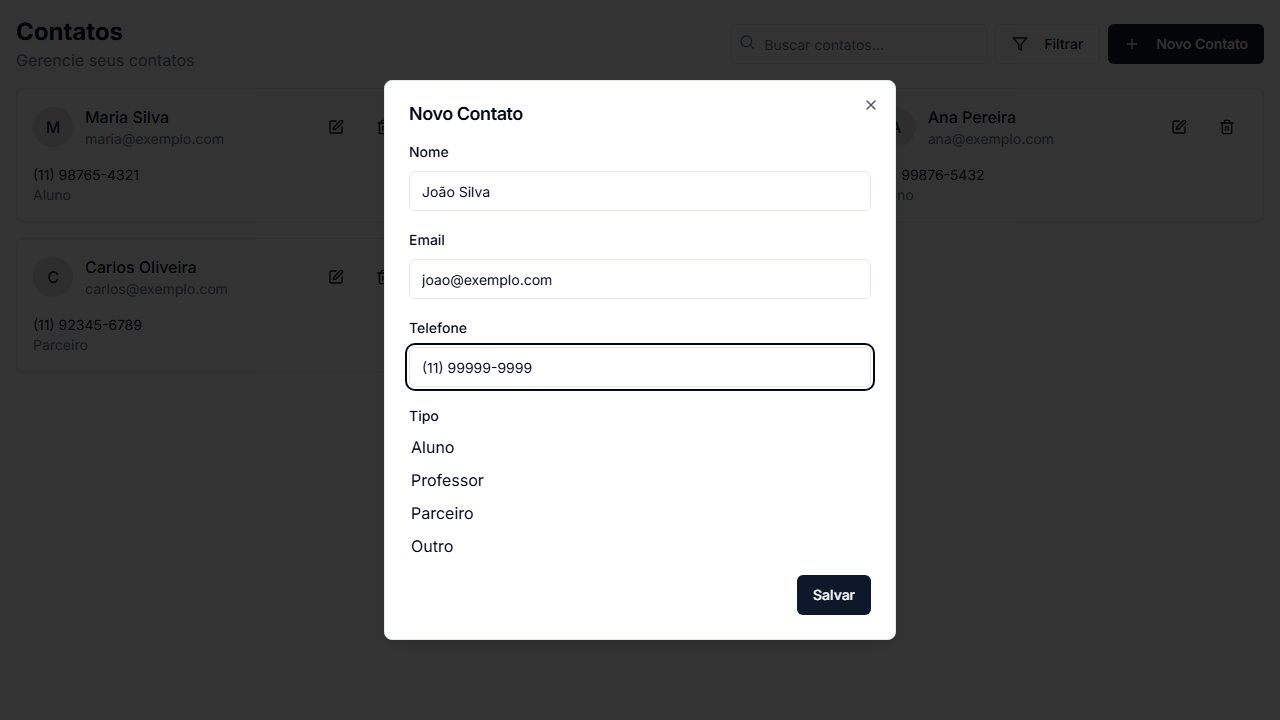 Contatos
Gerencie seus contatos
Buscar contatos...
Filtrar
Novo Contato
M
Maria Silva
maria@exemplo.com
(11) 98765-4321
Aluno
A
Ana Pereira
ana@exemplo.com
99876-5432
no
C
Carlos Oliveira
carlos@exemplo.com
(11) 92345-6789
Parceiro
Novo Contato
Nome
João Silva
Email
joao@exemplo.com
Telefone
(11) 99999-9999
Tipo
Aluno
Professor
Parceiro
Outro
Salvar